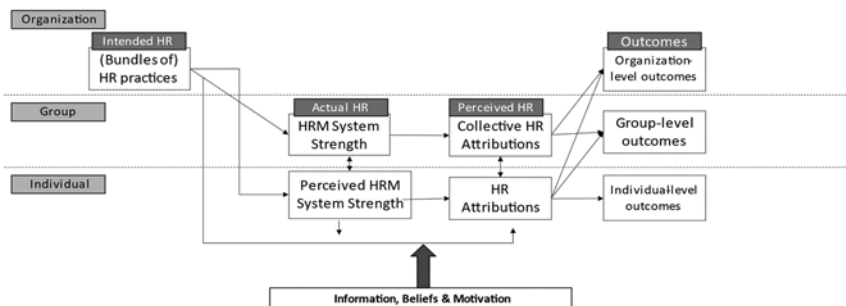 Organization
Intended HR
(Bundles of)
HR practices
Outcomes
Organization-
level outcomes
Group
Actual HR
HRM System
Strength
Perceived HR
Collective HR
Attributions
Group-level
outcomes
Individual
Perceived HRM
System Strength
HR
Attributions
Individual-level
outcomes
Information, Beliefs & Motivation